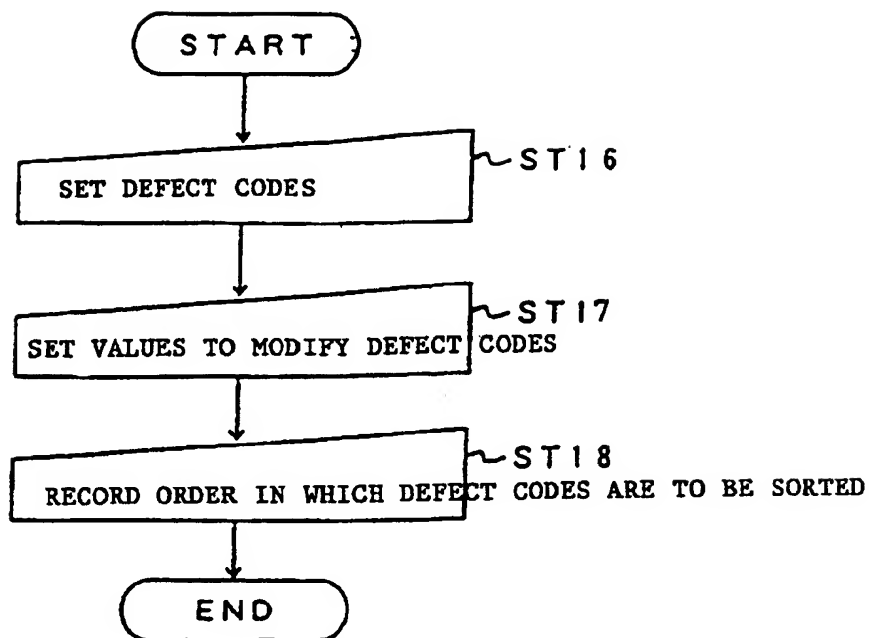 START
ST16
SET DEFECT CODES
ST17
SET VALUES TO MODIFY DEFECT CODES
ST18
RECORD ORDER IN WHICH DEFECT CODES ARE TO BE SORTED
END